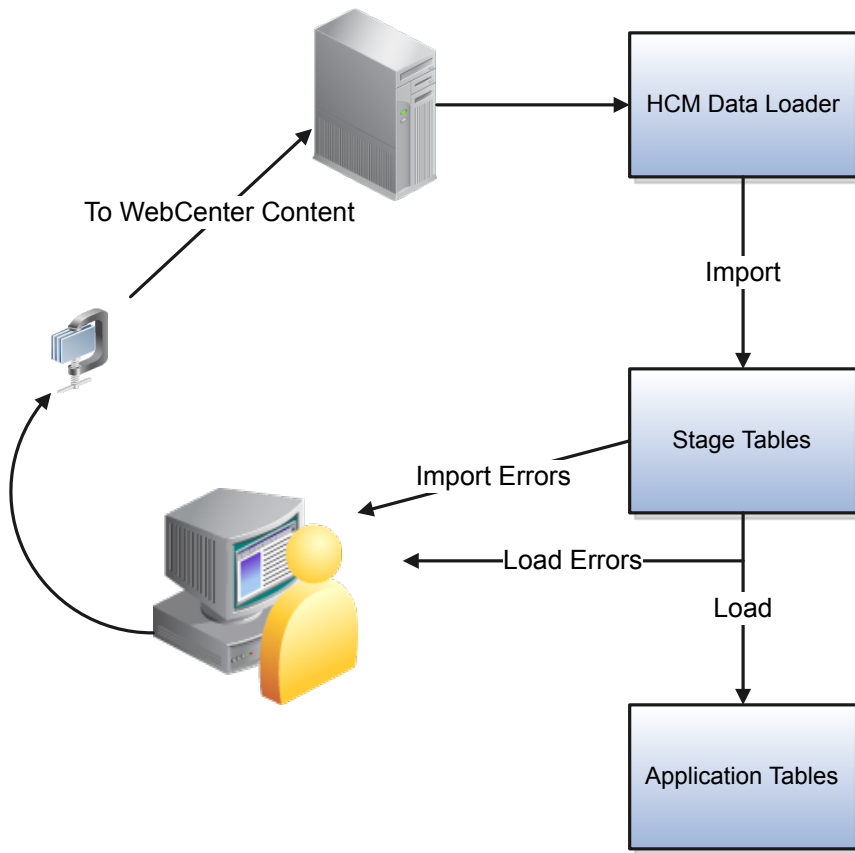 HCM Data Loader
To WebCenter Content
Import
Stage Tables
Import Errors
Load Errors
Load
Application Tables